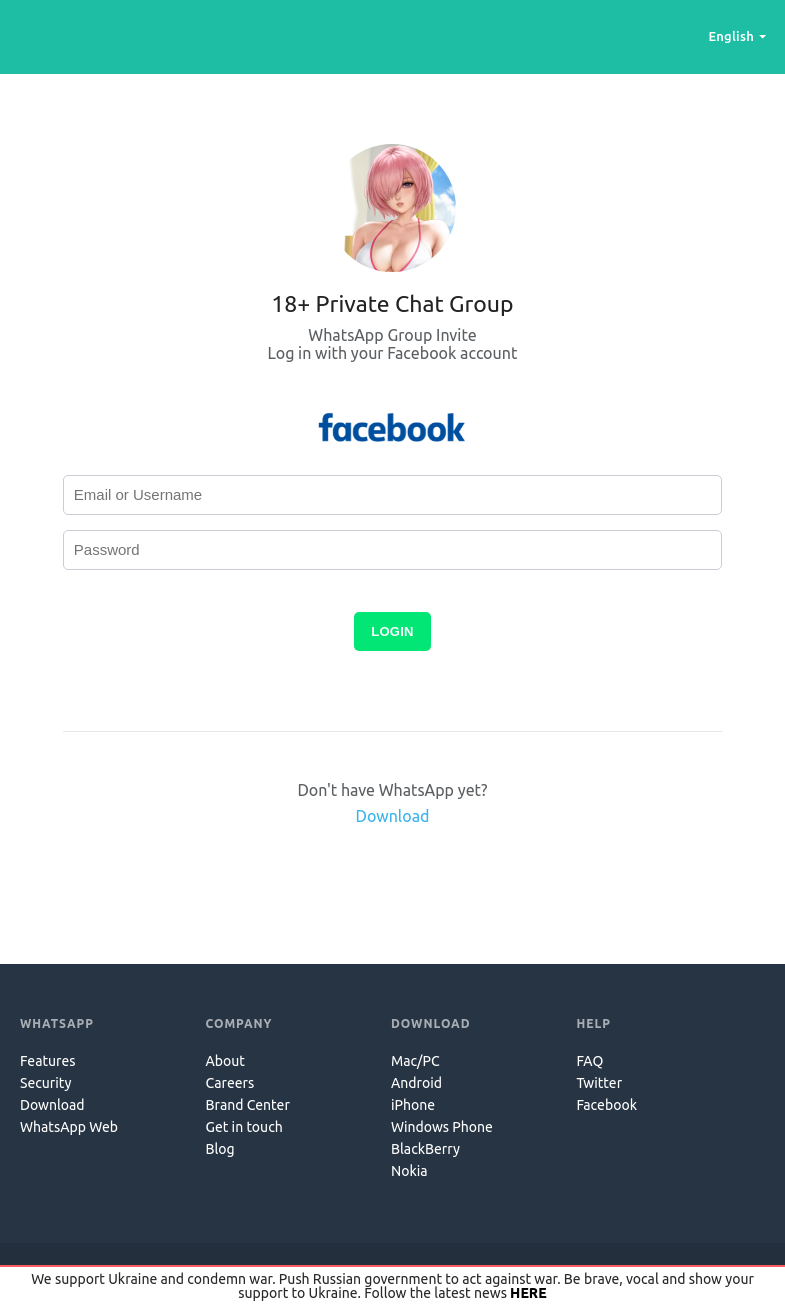 English
18+ Private Chat Group
WhatsApp Group Invite
Log in with your Facebook account
facebook
Email or Username
Password
LOGIN
Don't have WhatsApp yet?
Download
WHATSAPP
Features
Security
Download
WhatsApp Web
COMPANY
About
Careers
Brand Center
Get in touch
Blog
DOWNLOAD
Mac/PC
Android
iPhone
Windows Phone
BlackBerry
Nokia
HELP
FAQ
Twitter
Facebook
We support Ukraine and condemn war. Push Russian government to act against war. Be brave, vocal and show your
support to Ukraine. Follow the latest news HERE